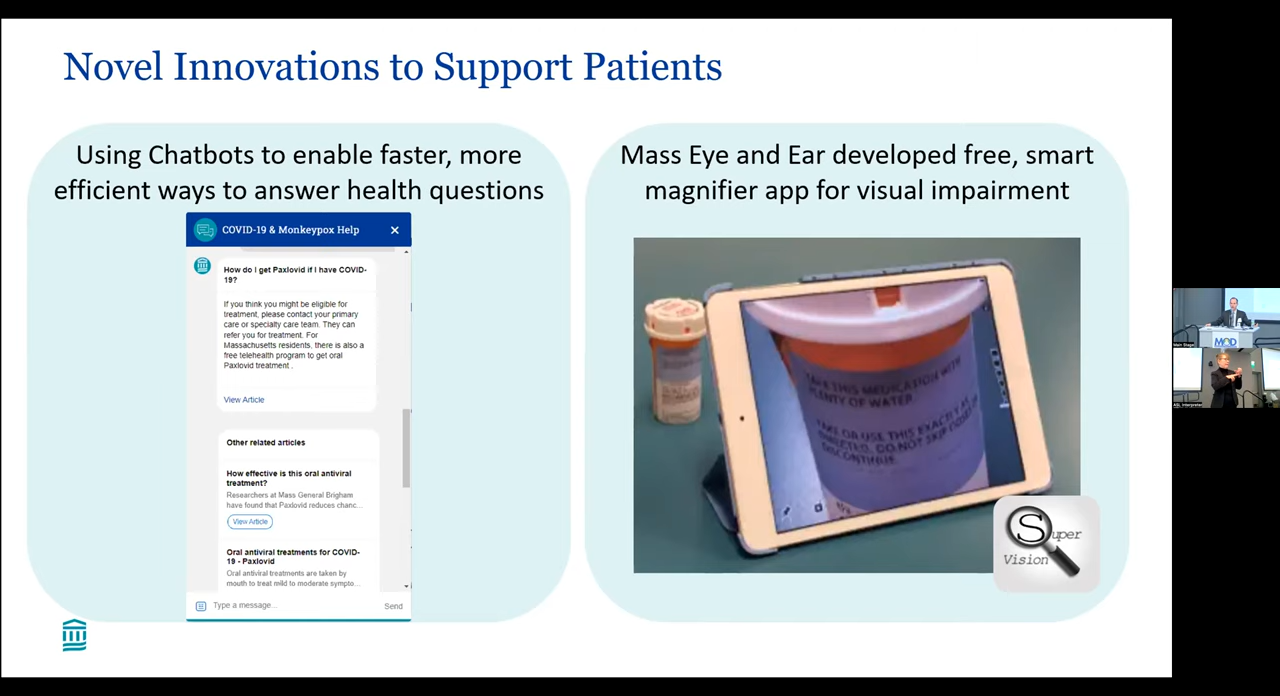 Novel Innovations to Support Patients
Using Chatbots to enable faster, more
efficient ways to answer health questions
COVID-19 & Monkeypox Help
How do I get Paxlovid if I have COVID-
19?
If you think you might be eligible for
treatment, please contact your primary
care or specialty care team. They can
refer you for treatment. For
Massachusetts residents, there is also a
free telehealth program to get oral
Paxlovid treatment .
View Article
Other related articles
How effective is this oral antiviral
treatment?
Researchers at Mass General Brigham
have found that Paxlovid reduces chanc...
View Article
Oral antiviral treatments for COVID-
19 - Paxlovid
Oral antiviral treatments are taken by
mouth to treat mild to moderate sympto...
Type a message...
Send
Mass Eye and Ear developed free, smart
magnifier app for visual impairment
TAKE THIS MEDICATION WITH
PLENTY OF WATER
TAKE OR USE THIS EXACTLY AS
DIRECTED. DO NOT SKIP DOSES OR
DISCONTINUE.
Super
Vision
Main Stage
MOD
ASL Interpreter